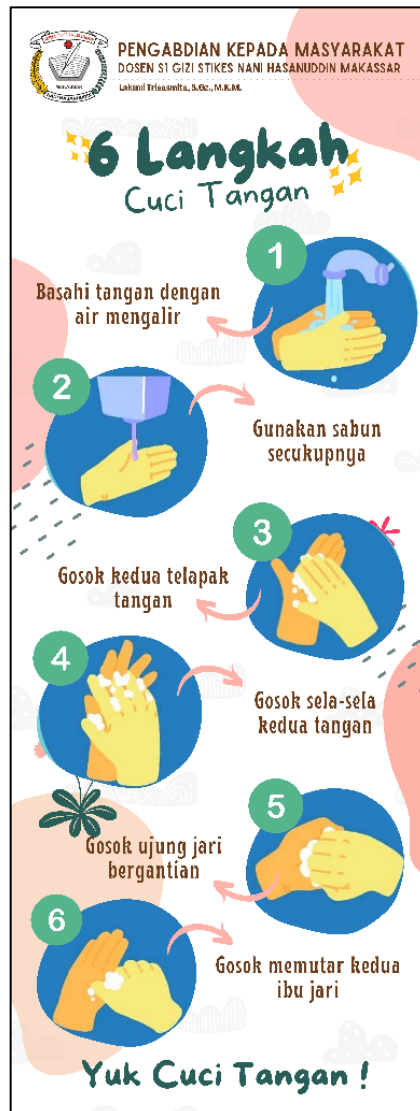 PENGABDIAN KEPADA MASYARAKAT
DOSEN S1 GIZI STIKES NANI HASANUDDIN MAKASSAR
6 Langkah
Cuci Tangan
1
Basahi tangan dengan
air mengalir
2
Gunakan sabun
secukupnya
3
Gosok kedua telapak
tangan
4
Gosok sela-sela
kedua tangan
5
Gosok ujung jari
bergantian
6
Gosok memutar kedua
ibu jari
Yuk Cuci Tangan !